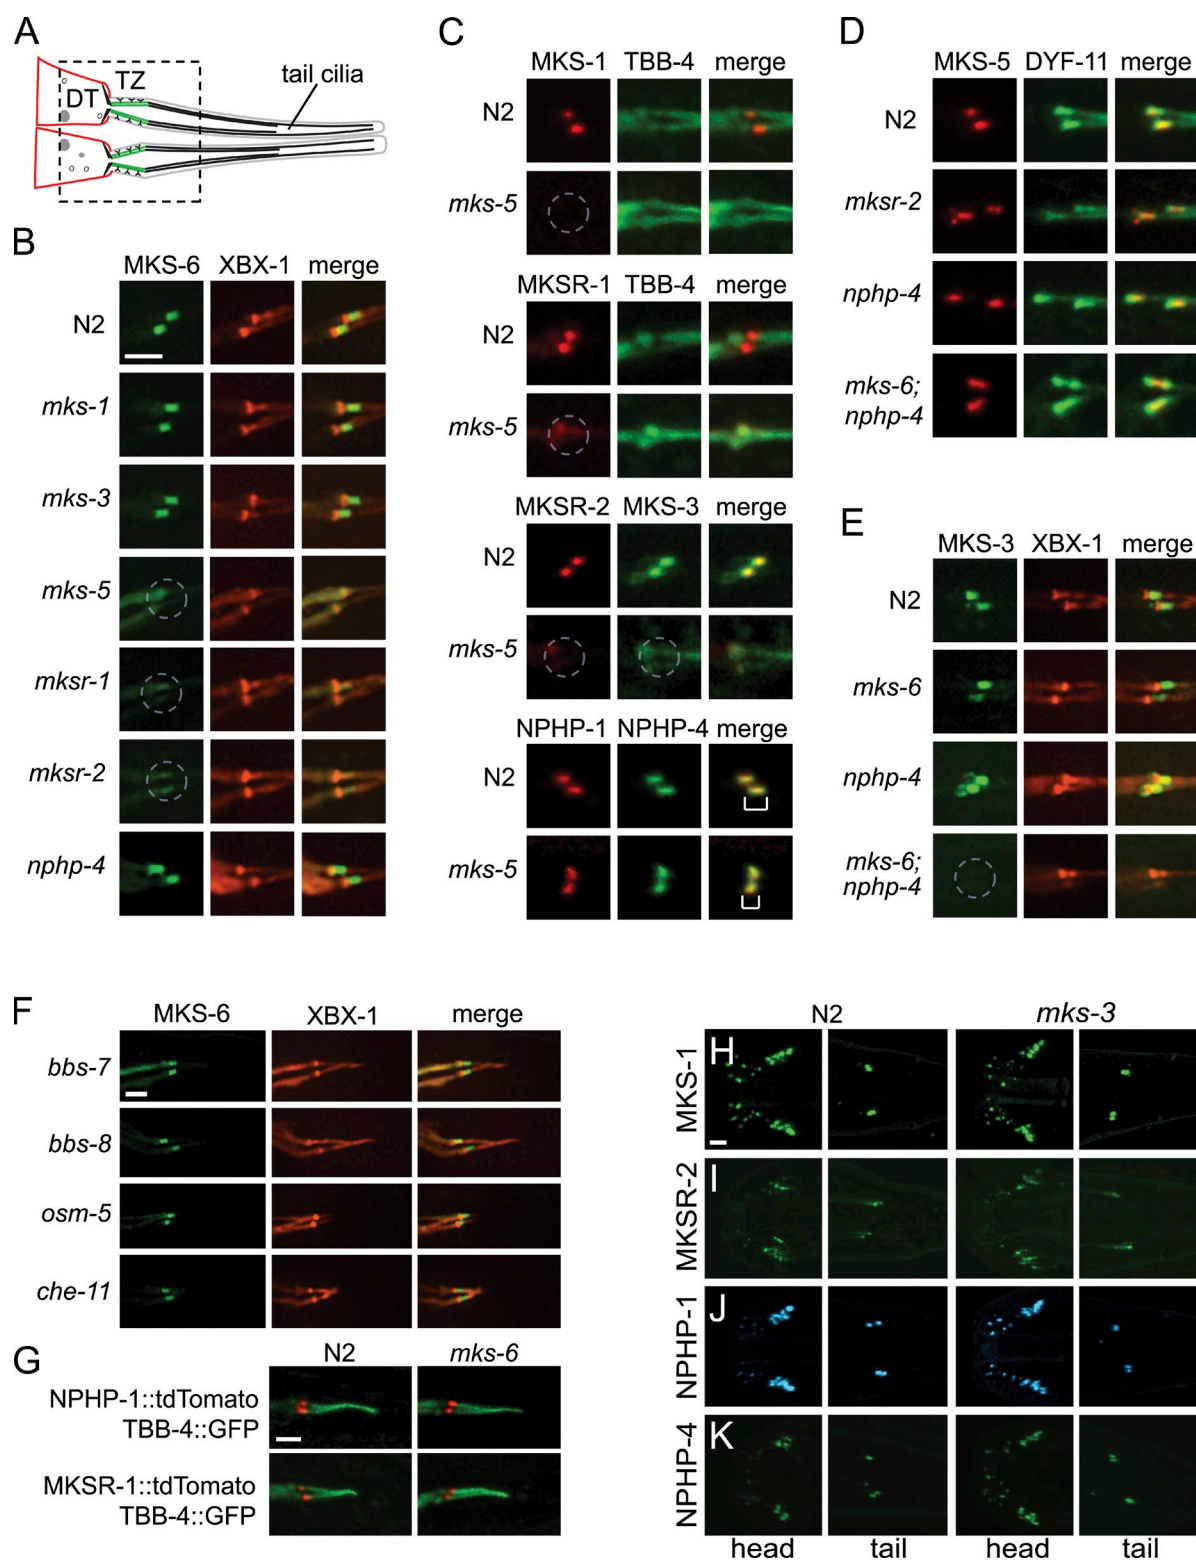 A
TZ
DT
tail cilia
B
MKS-6 XBX-1 merge
N2
mks-1
mks-3
mks-5
mksr-1
mksr-2
nphp-4
C
MKS-1 TBB-4 merge
N2
mks-5
MKSR-1 TBB-4 merge
N2
mks-5
MKSR-2 MKS-3 merge
N2
mks-5
NPHP-1 NPHP-4 merge
N2
mks-5
D
MKS-5 DYF-11 merge
N2
mksr-2
nphp-4
mks-6;
nphp-4
E
MKS-3 XBX-1 merge
N2
mks-6
nphp-4
mks-6;
nphp-4
F
MKS-6 XBX-1 merge
bbs-7
bbs-8
osm-5
che-11
G
N2 mks-6
NPHP-1::tdTomato
TBB-4::GFP
MKSR-1::tdTomato
TBB-4::GFP
N2 mks-3
H
MKS-1
I
MKSR-2
J
NPHP-1
K
NPHP-4
head tail head tail